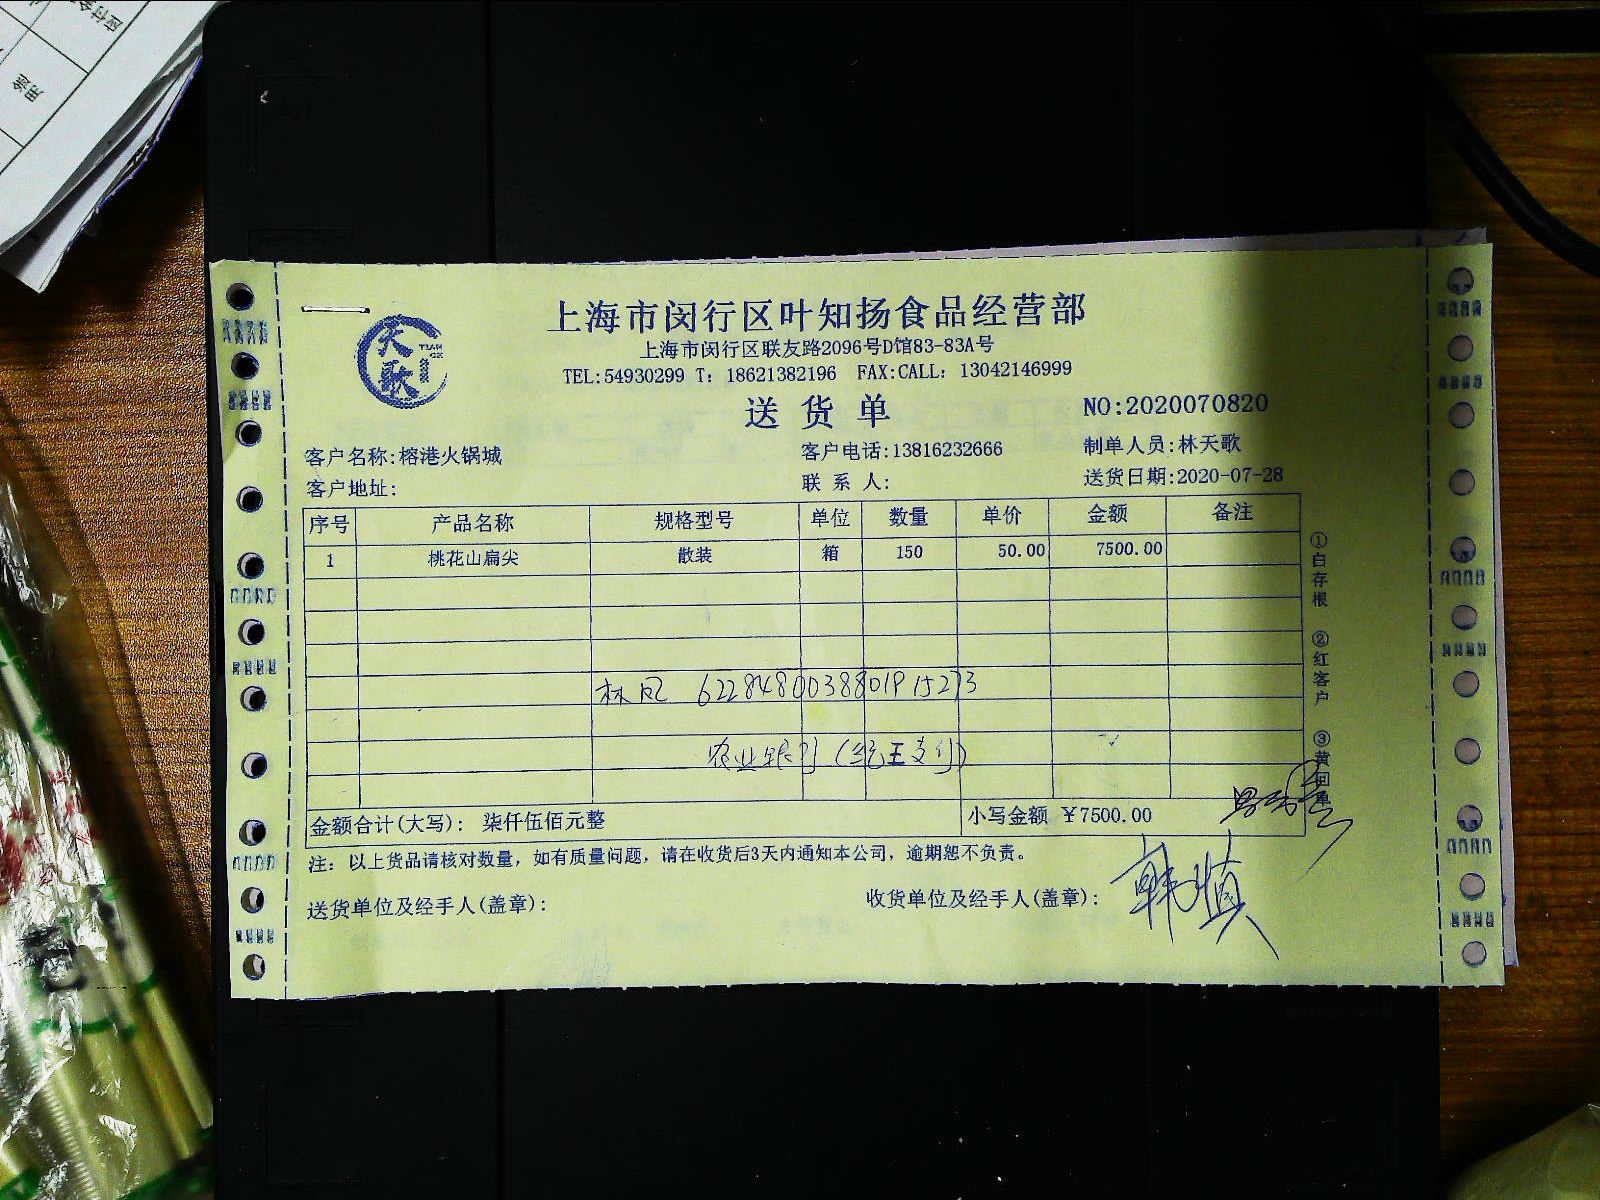 上海市闵行区叶知扬食品经营部
天歌 TIAN GE
上海市闵行区联友路2096号D馆83-83A号
TEL:54930299 T: 18621382196 FAX:CALL: 13042146999
送货单 NO:2020070820
客户名称:榕港火锅城 客户电话:13816232666 制单人员:林天歌
客户地址: 联系人: 送货日期:2020-07-28
序号 产品名称 规格型号 单位 数量 单价 金额 备注
1 桃花山扁尖 散装 箱 150 50.00 7500.00
林凤 6228480038801915273
农业银行
金额合计(大写): 柒仟伍佰元整 小写金额 ¥7500.00
注: 以上货品请核对数量，如有质量问题，请在收货后3天内通知本公司，逾期恕不负责。
送货单位及经手人(盖章): 收货单位及经手人(盖章):
①白存根 ②红客户 ③黄回单